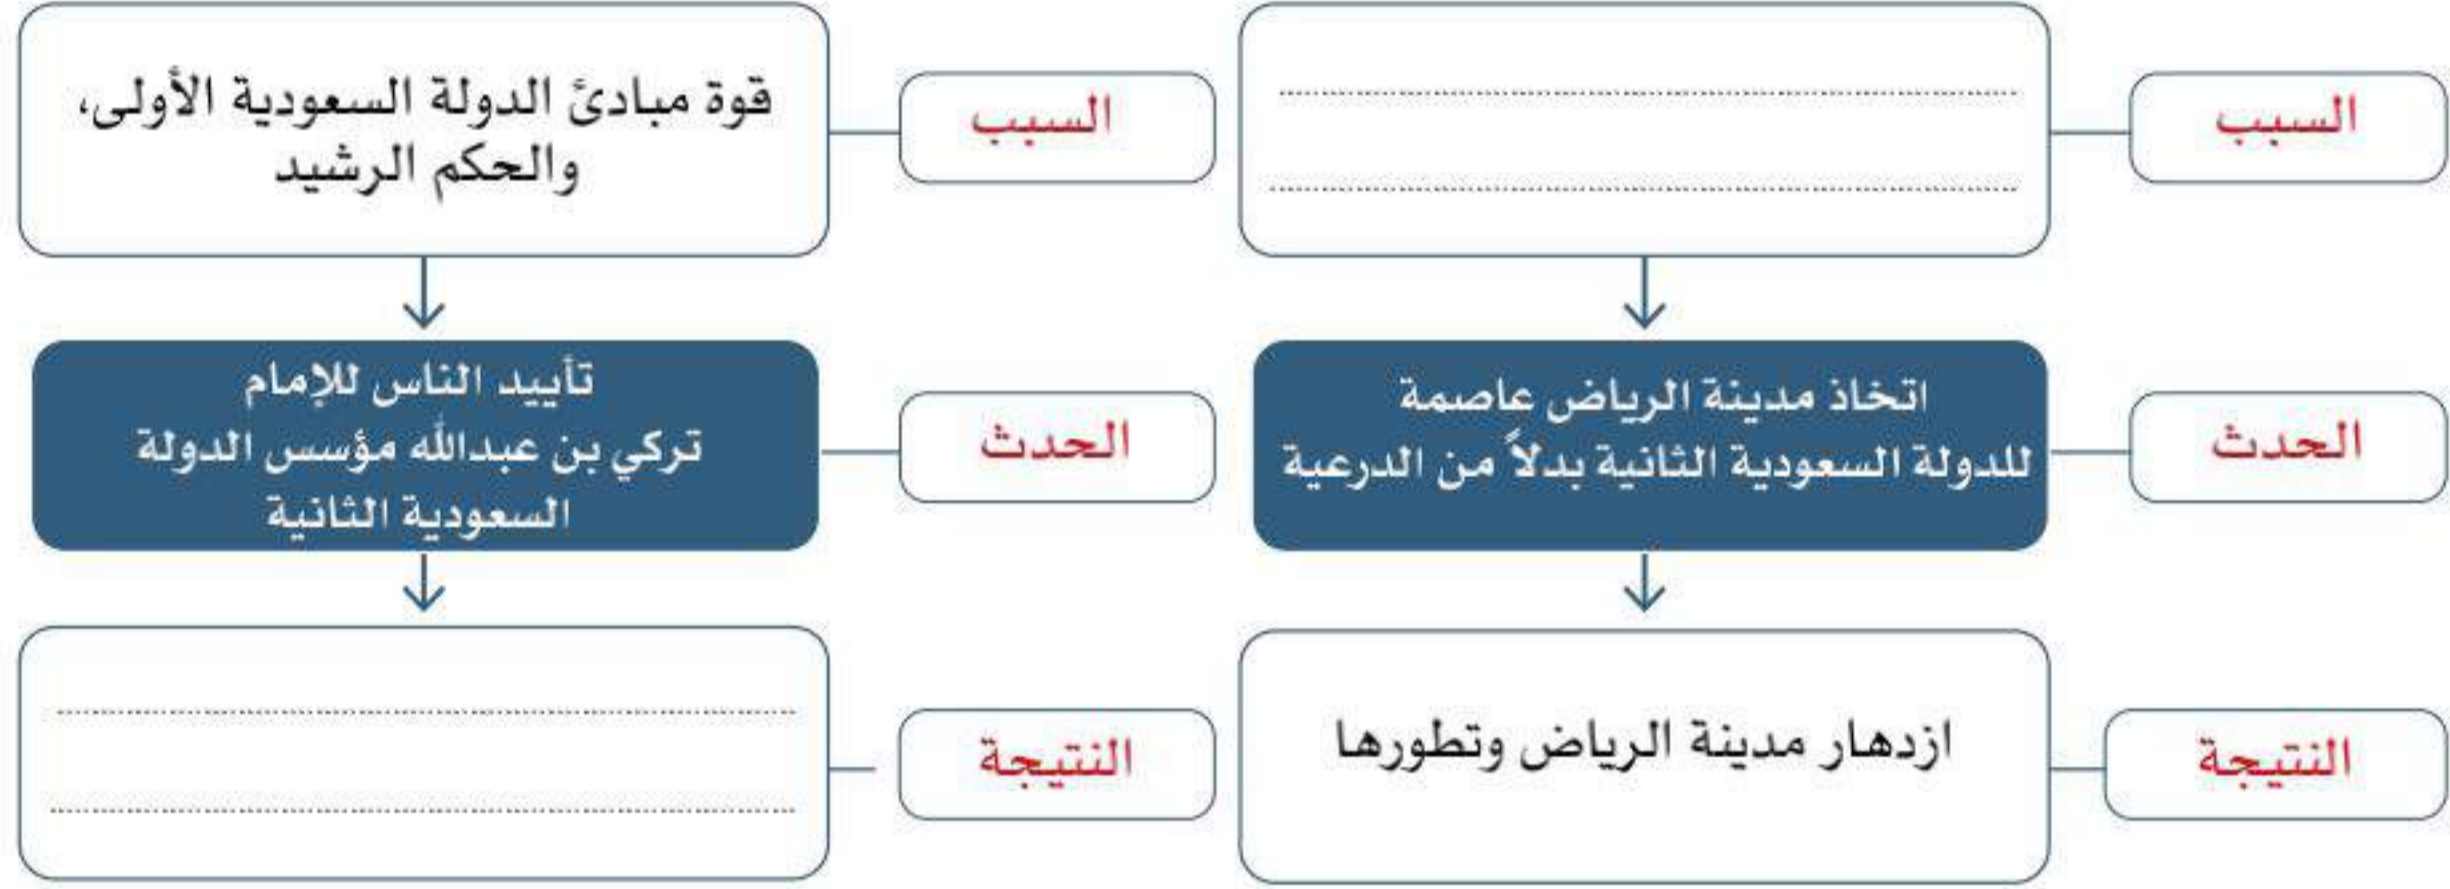 السبب
الحدث
اتخاذ مدينة الرياض عاصمة
للدولة السعودية الثانية بدلاً من الدرعية
النتيجة
ازدهار مدينة الرياض وتطورها
السبب
قوة مبادئ الدولة السعودية الأولى،
والحكم الرشيد
الحدث
تأييد الناس للإمام
تركي بن عبدالله مؤسس الدولة
السعودية الثانية
النتيجة